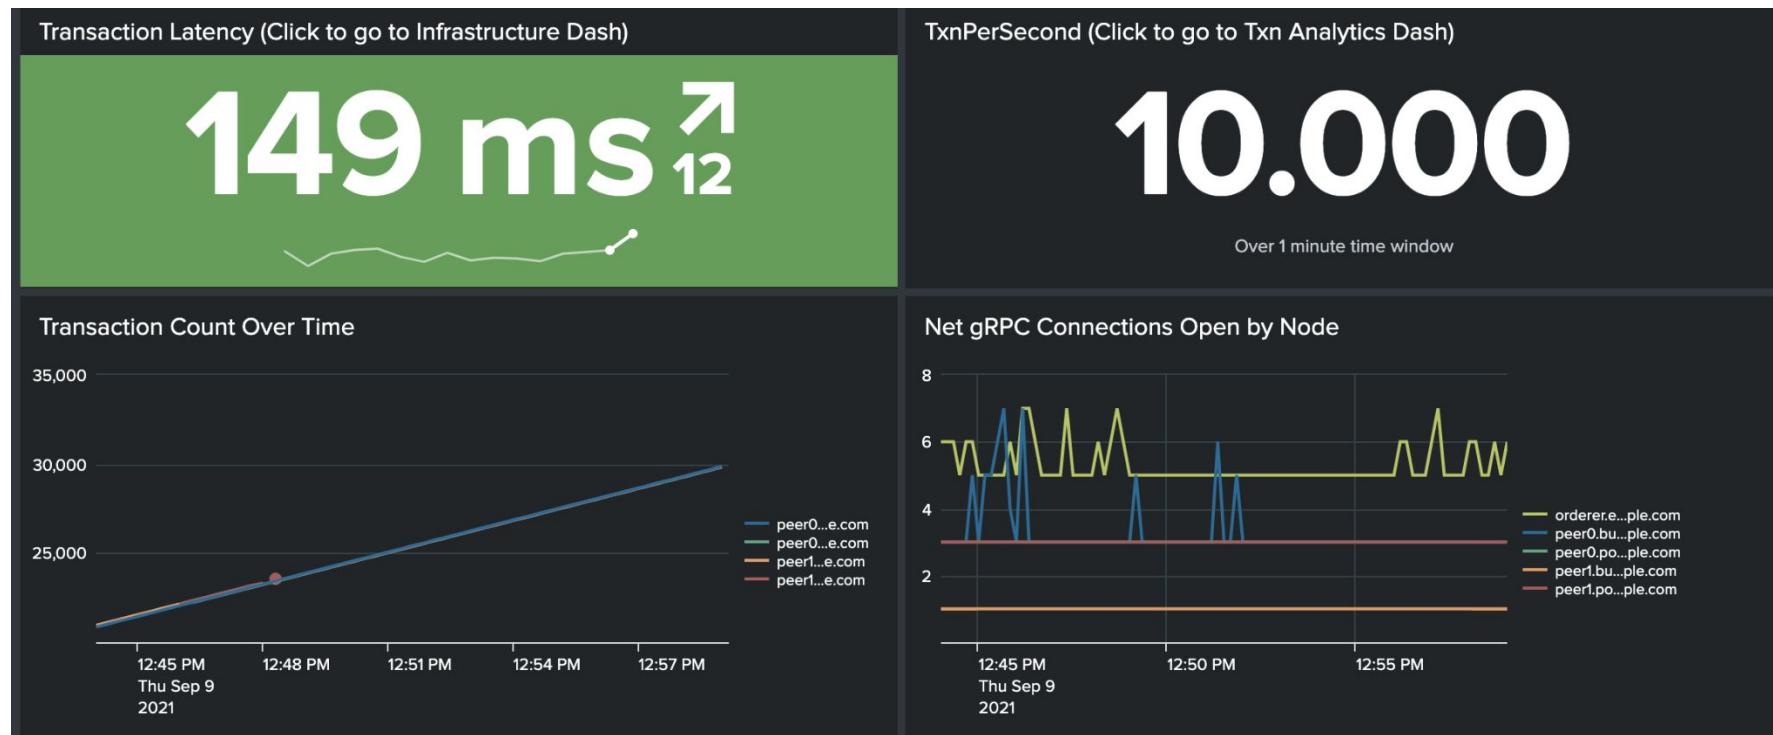 Transaction Latency (Click to go to Infrastructure Dash)
149 ms
12
TxnPerSecond (Click to go to Txn Analytics Dash)
10.000
Over 1 minute time window
Transaction Count Over Time
35,000
30,000
25,000
12:45 PM
Thu Sep 9
2021
12:48 PM
12:51 PM
12:54 PM
12:57 PM
peer0...e.com
peer0...e.com
peer1...e.com
peer1...e.com
Net gRPC Connections Open by Node
8
6
4
2
12:45 PM
Thu Sep 9
2021
12:50 PM
12:55 PM
orderer.e...ple.com
peer0.bu...ple.com
peer0.po...ple.com
peer1.bu...ple.com
peer1.po...ple.com